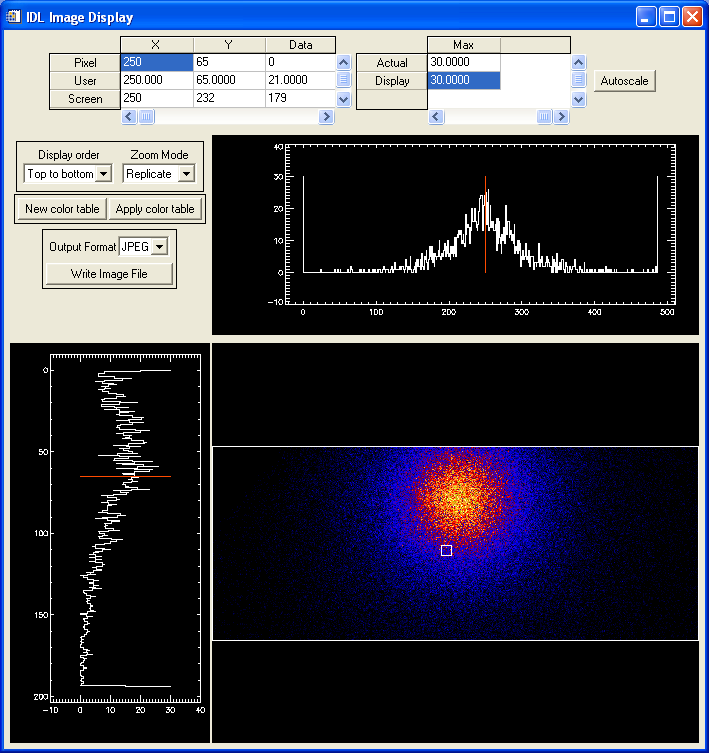 IDL Image Display
X Y Data
Pixel 250 65 0
User 250.000 65.0000 21.0000
Screen 250 232 179
Max
Actual 30.0000
Display 30.0000
Autoscale
Display order Zoom Mode
Top to bottom Replicate
New color table Apply color table
Output Format JPEG
Write Image File
40
30
20
10
0
-10
0 100 200 300 400 500
0
50
100
150
200
-10 0 10 20 30 40